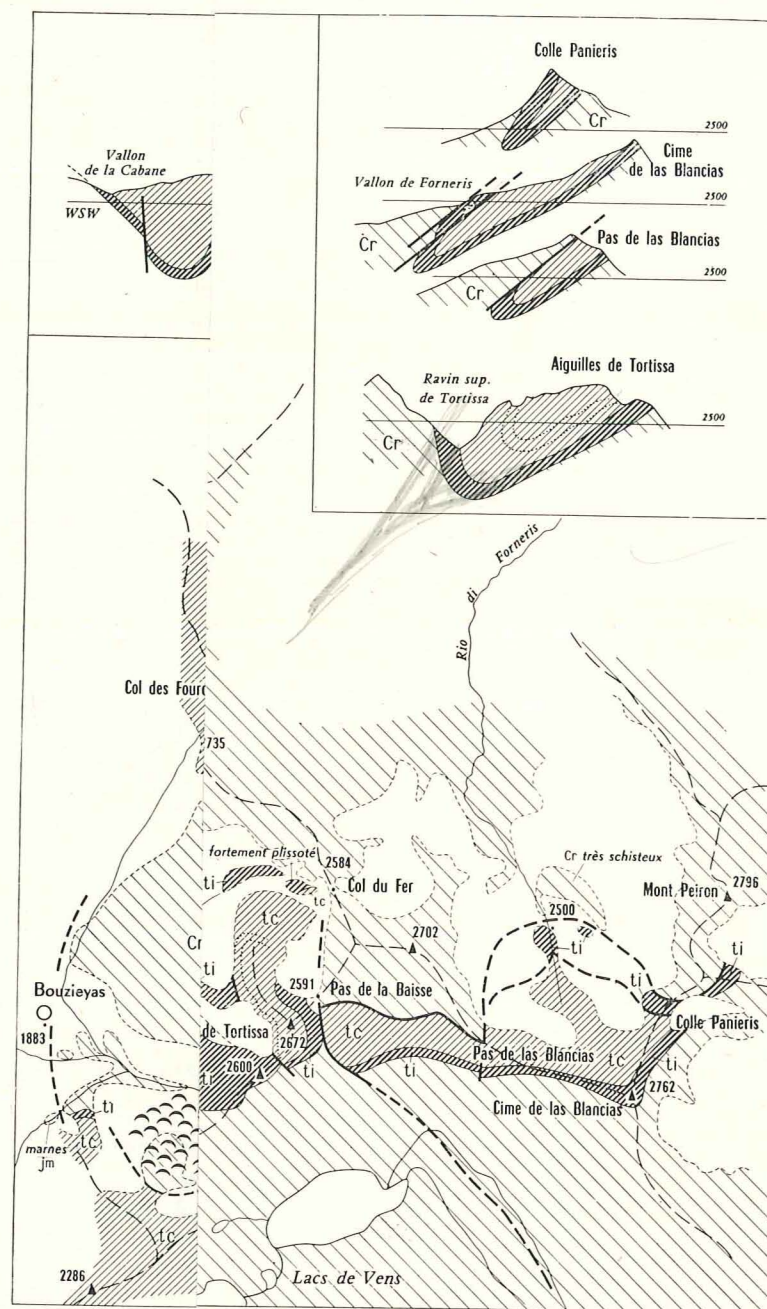 Vallon
de la Cabane
WSW
Colle Panieris
Cr
2500
Cime
de las Blancias
Vallon de Forneris
2500
Cr
Pas de las Blancias
2500
Cr
Aiguilles de Tortissa
Ravin sup.
de Tortissa
2500
Cr
Rio di Forneris
Col des Four
735
fortement plissoté
2584
ti
tc
Col du Fer
tc
Cr très schisteux
2796
Mont Peiron
2702
2500
Cr
ti
ti
ti
ti
2591
Pas de la Baisse
Bouzieyas
1883
Colle Panieris
de Tortissa
2672
tc
Pas de las Blancias
tc
ti
2600
ti
ti
ti
2762
Cime de las Blancias
ti
tc
marnes
jm
tc
2286
Lacs de Vens